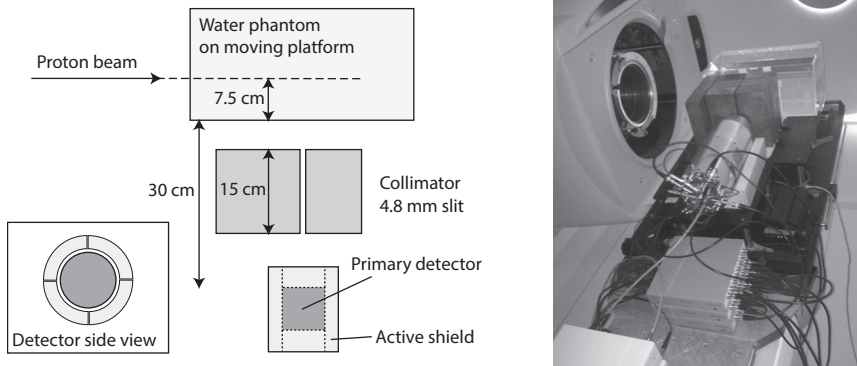 Water phantom
on moving platform
Proton beam
7.5 cm
30 cm
15 cm
Collimator
4.8 mm slit
Primary detector
Active shield
Detector side view